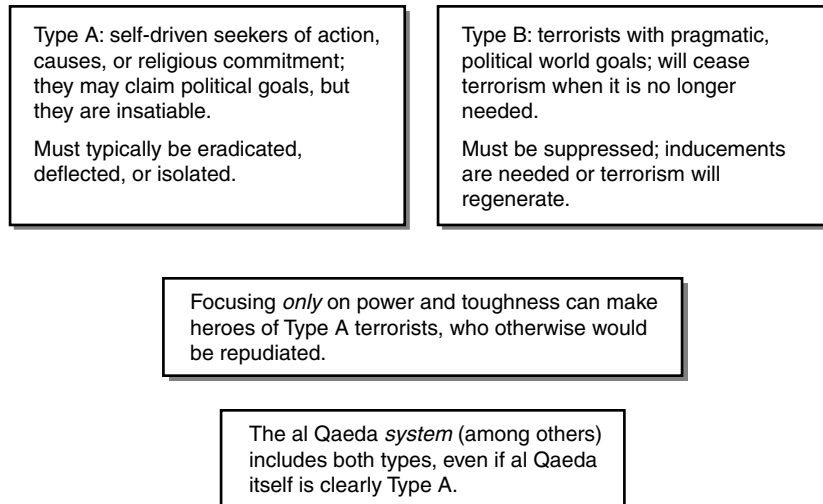 Type A: self-driven seekers of action,
causes, or religious commitment;
they may claim political goals, but
they are insatiable.
Must typically be eradicated,
deflected, or isolated.
Type B: terrorists with pragmatic,
political world goals; will cease
terrorism when it is no longer
needed.
Must be suppressed; inducements
are needed or terrorism will
regenerate.
Focusing only on power and toughness can make
heroes of Type A terrorists, who otherwise would
be repudiated.
The al Qaeda system (among others)
includes both types, even if al Qaeda
itself is clearly Type A.